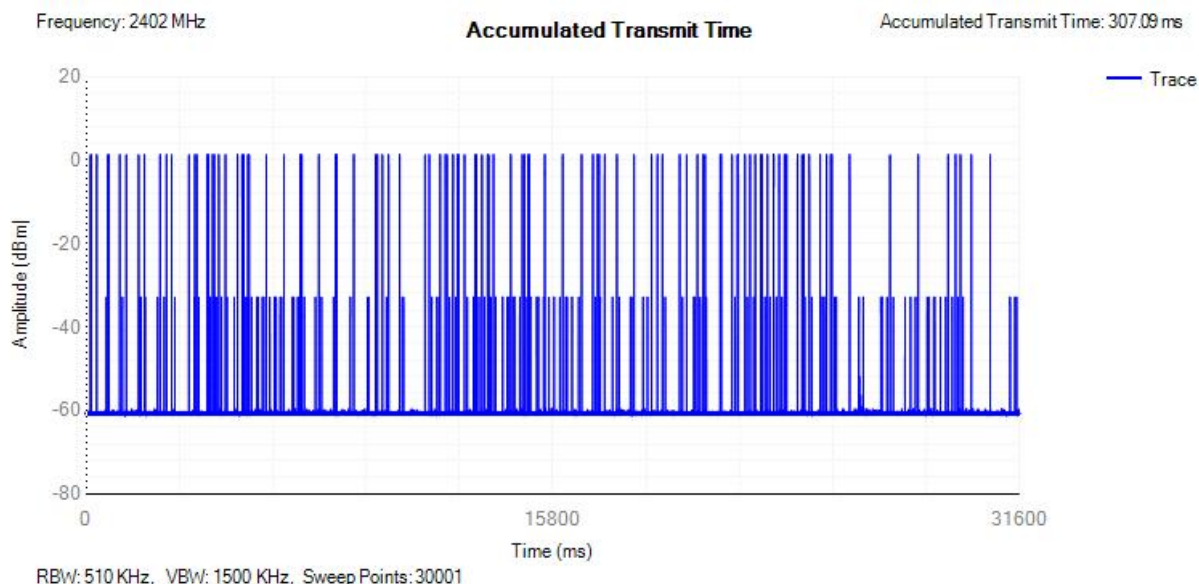 Frequency: 2402 MHz
Accumulated Transmit Time
Accumulated Transmit Time: 307.09 ms
Trace
20
0
-20
-40
-60
-80
Amplitude (dBm|
0
15800
31600
Time (ms)
RBW: 510 KHz, VBW: 1500 KHz, Sweep Points: 30001